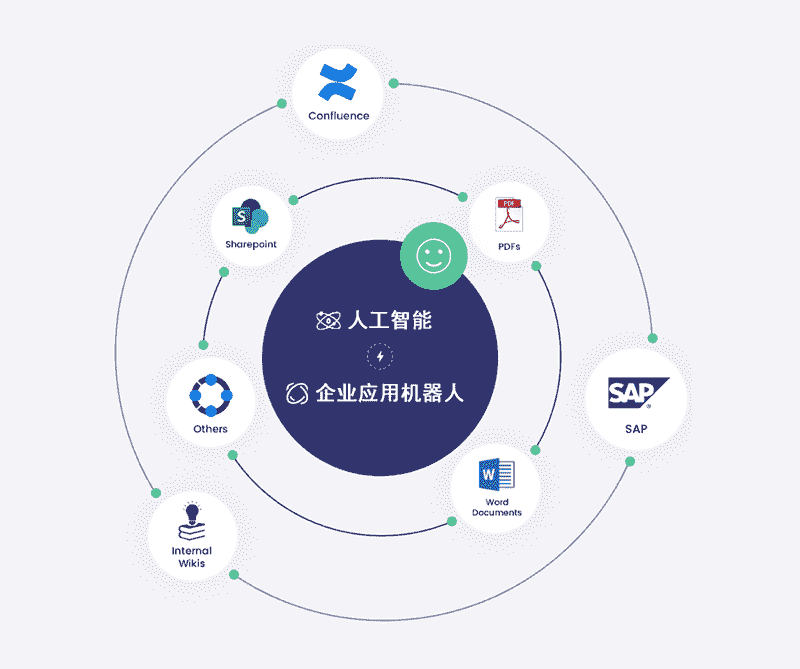 Confluence
S
Sharepoint
PDF
PDFs
人工智能
企业应用机器人
Others
SAP
®
SAP
W
Word
Documents
Internal
Wikis